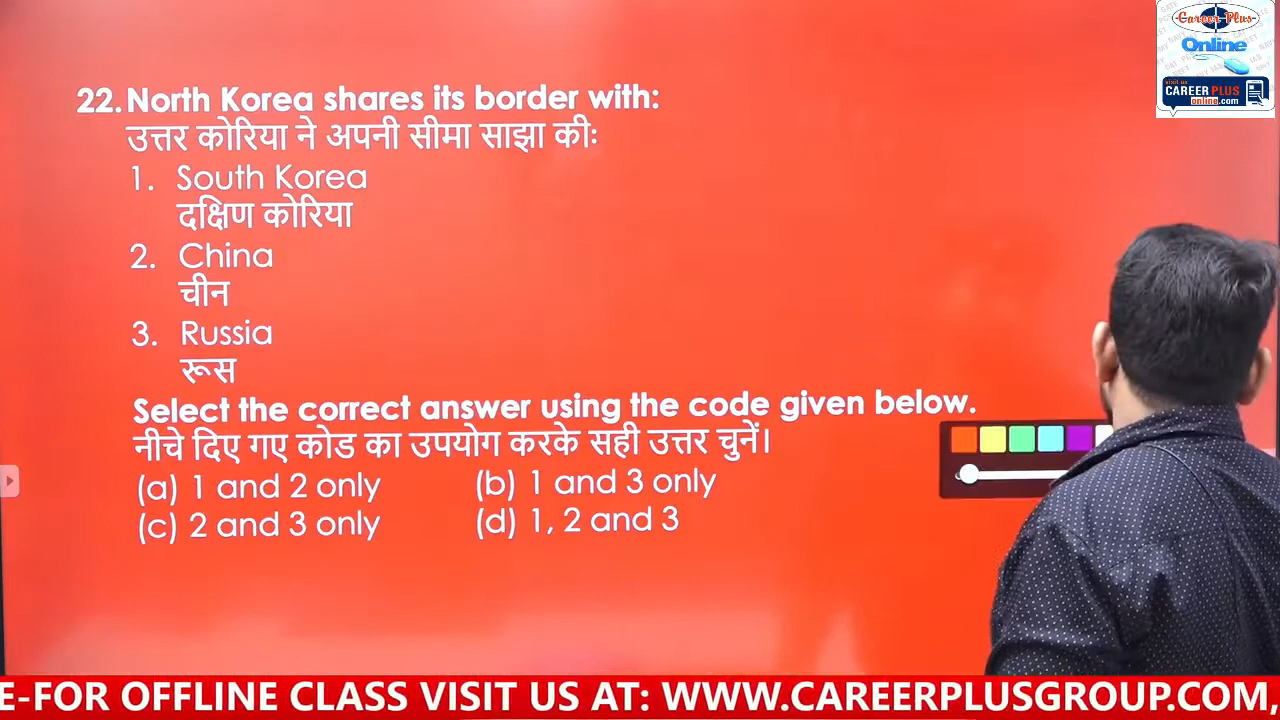 22. North Korea shares its border with:
उत्तर कोरिया ने अपनी सीमा साझा कीः
1. South Korea
दक्षिण कोरिया
2. China
चीन
3. Russia
रूस
Select the correct answer using the code given below.
नीचे दिए गए कोड का उपयोग करके सही उत्तर चुनें।
(a) 1 and 2 only (b) 1 and 3 only
(c) 2 and 3 only (d) 1, 2 and 3
Career Plus
Online
visit us
CAREER PLUS
online.com
E-FOR OFFLINE CLASS VISIT US AT: WWW.CAREERPLUSGROUP.COM,